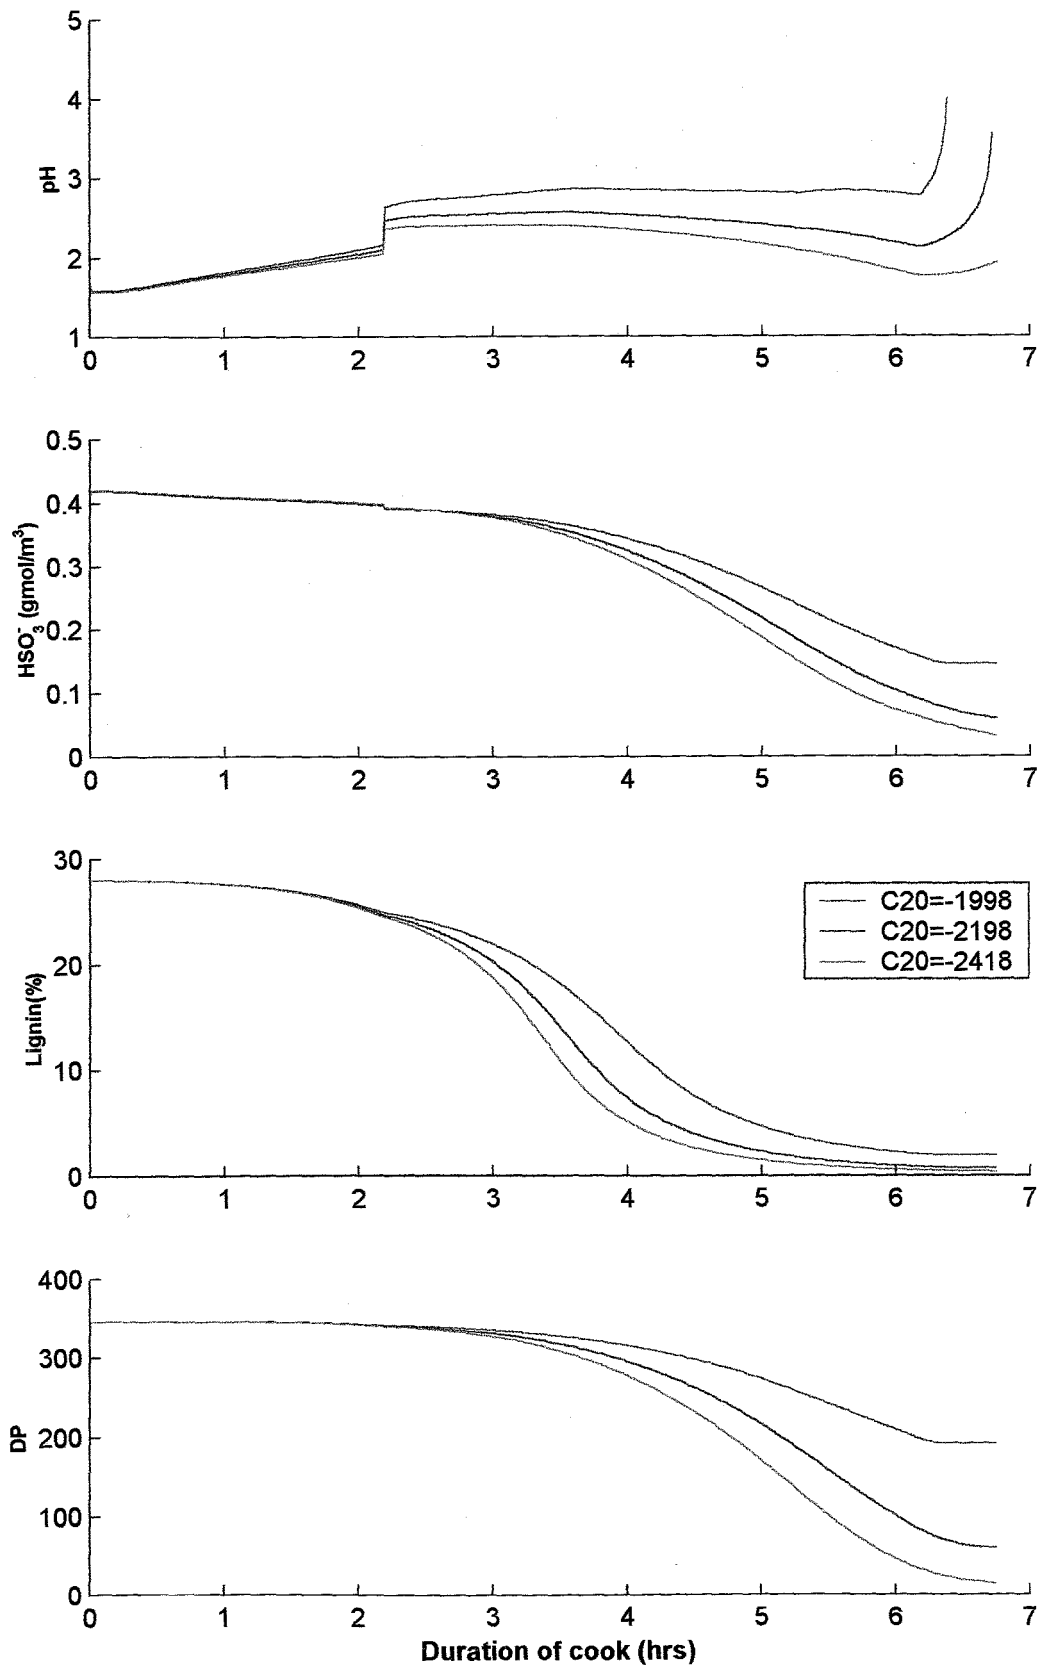 5
4
3
2
1
pH
0 1 2 3 4 5 6 7
0.5
0.4
0.3
0.2
0.1
0
HSO₃⁻ (gmol/m³)
0 1 2 3 4 5 6 7
30
20
10
0
Lignin(%)
C20=-1998
C20=-2198
C20=-2418
0 1 2 3 4 5 6 7
400
300
200
100
0
DP
0 1 2 3 4 5 6 7
Duration of cook (hrs)